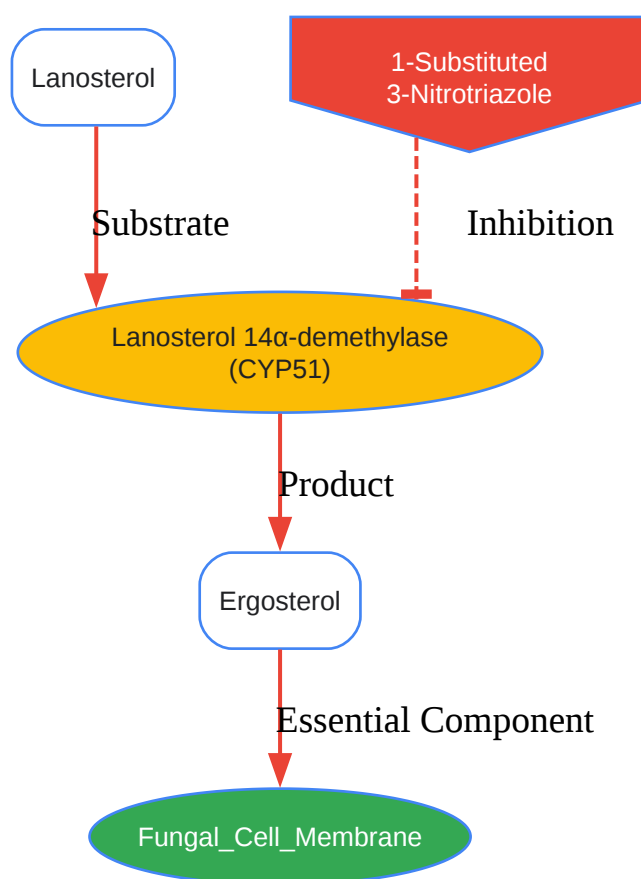 Lanosterol
1-Substituted
3-Nitrotriazole
Substrate
Inhibition
Lanosterol 14α-demethylase
(CYP51)
Product
Ergosterol
Essential Component
Fungal_Cell_Membrane